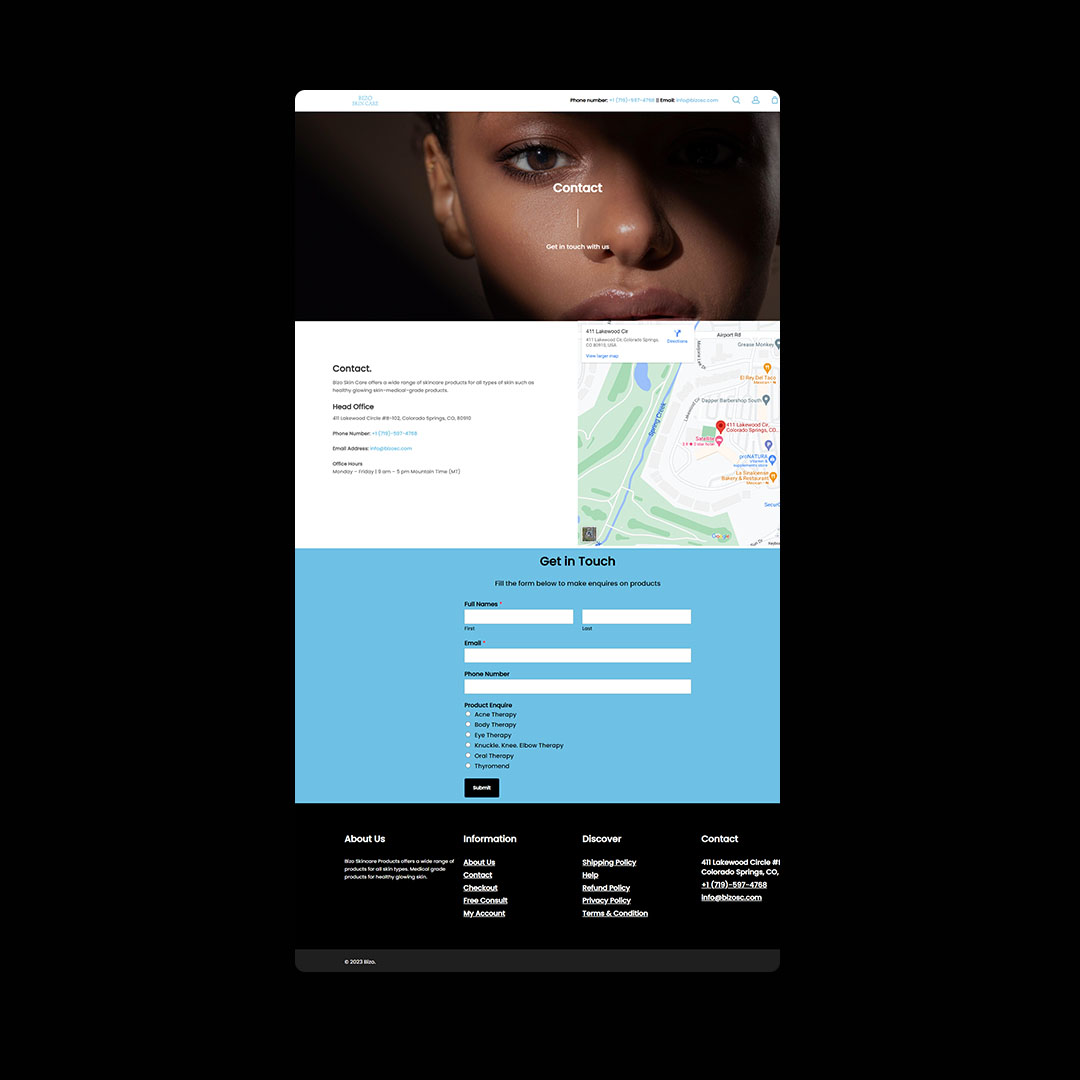 BIZO
SKIN CARE
Phone number: +1 (719)-597-4768 || Email: info@bizosc.com
Contact
Get in touch with us
Contact.
Bizo Skin Care offers a wide range of skincare products for all types of skin such as
healthy glowing skin-medical-grade products.
Head Office
411 Lakewood Circle #B-102, Colorado Springs, CO, 80910
Phone Number: +1 (719)-597-4768
Email Address: info@bizosc.com
Office Hours
Monday – Friday | 9 am – 5 pm Mountain Time (MT)
411 Lakewood Cir
411 Lakewood Cir, Colorado Springs,
CO 80910, USA
Directions
View larger map
Airport Rd
Grease Monkey
El Rey Del Taco
Mexican
Dapper Barbershop South
Lakewood Cir
Spring Creek
411 Lakewood Cir,
Colorado Springs, CO...
Satellite
proNATURA
vitamin &
supplements store
La Sinaloense
Bakery & Restaurant
Mexican
Google
Get in Touch
Fill the form below to make enquires on products
Full Names *
First
Last
Email *
Phone Number
Product Enquire
Acne Therapy
Body Therapy
Eye Therapy
Knuckle. Knee. Elbow Therapy
Oral Therapy
Thyromend
Submit
About Us
Bizo Skincare Products offers a wide range of
products for all skin types. Medical grade
products for healthy glowing skin.
Information
About Us
Contact
Checkout
Free Consult
My Account
Discover
Shipping Policy
Help
Refund Policy
Privacy Policy
Terms & Condition
Contact
411 Lakewood Circle
Colorado Springs, CO,
+1 (719)-597-4768
info@bizosc.com
© 2023 Bizo.